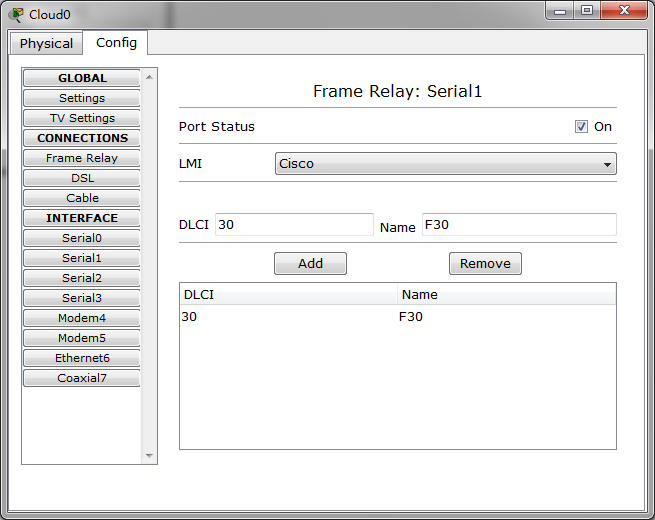 Cloud0
Physical
Config
GLOBAL
Settings
TV Settings
CONNECTIONS
Frame Relay
DSL
Cable
INTERFACE
Serial0
Serial1
Serial2
Serial3
Modem4
Modem5
Ethernet6
Coaxial7
Frame Relay: Serial1
Port Status On
LMI Cisco
DLCI 30 Name F30
Add Remove
DLCI Name
30 F30